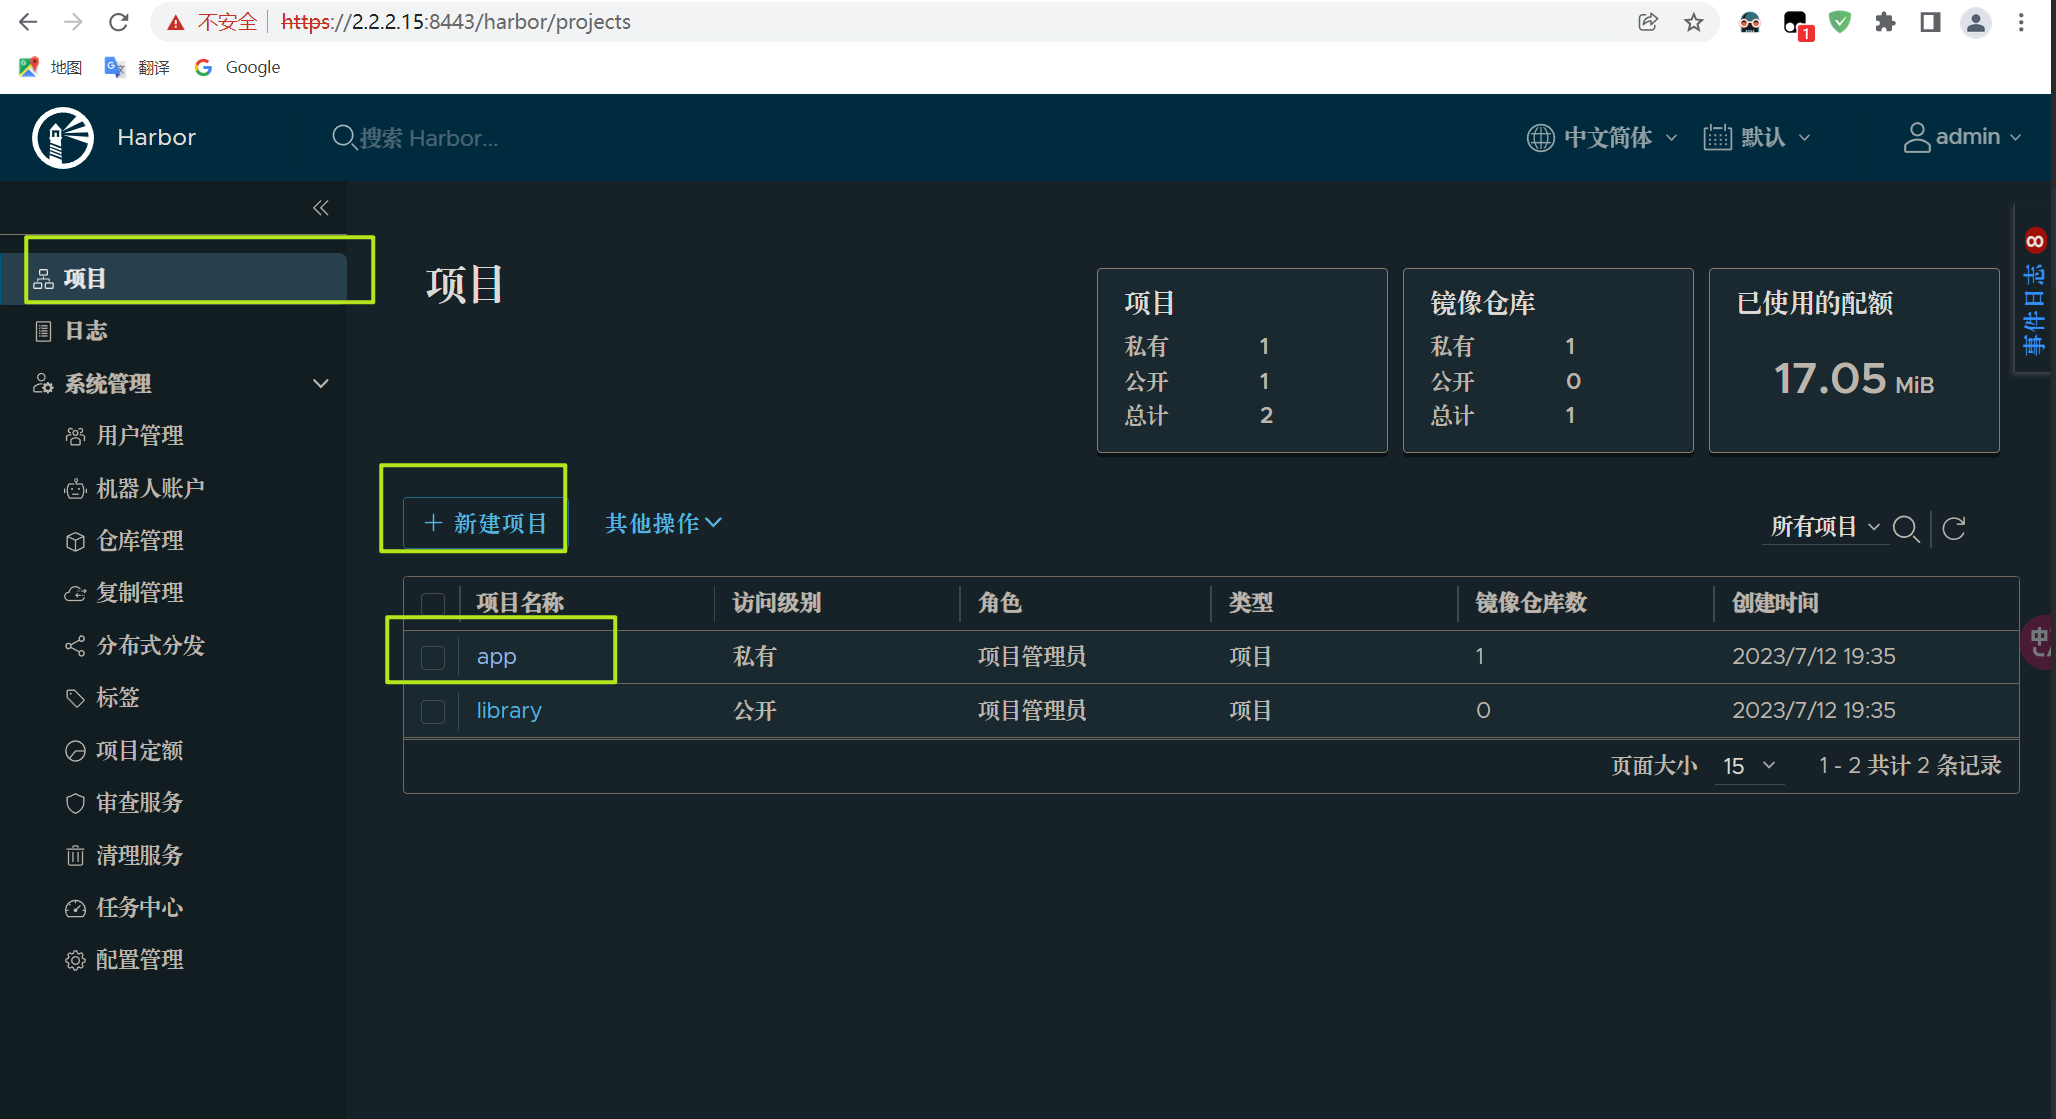 不安全 https://2.2.2.15:8443/harbor/projects
1
地图 翻译 Google
Harbor 搜索 Harbor... 中文简体 默认 admin
项目
日志
系统管理
用户管理
机器人账户
仓库管理
复制管理
分布式分发
标签
项目定额
审查服务
清理服务
任务中心
配置管理
项目
项目
私有 1
公开 1
总计 2
镜像仓库
私有 1
公开 0
总计 1
已使用的配额
17.05 MiB
8 事件日志
新建项目 其他操作 所有项目
项目名称 访问级别 角色 类型 镜像仓库数 创建时间
app 私有 项目管理员 项目 1 2023/7/12 19:35
library 公开 项目管理员 项目 0 2023/7/12 19:35
页面大小 15 1 - 2 共计 2 条记录
中